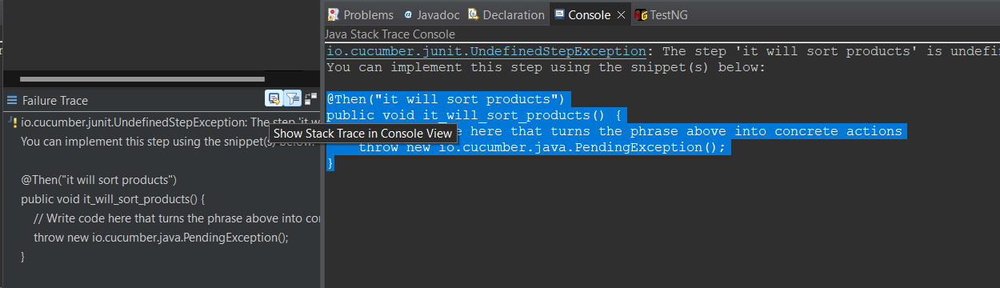 Problems
Javadoc
Declaration
Console
TestNG
Java Stack Trace Console
io.cucumber.junit.UndefinedStepException: The step 'it will sort products' is undefi
You can implement this step using the snippet(s) below:
@Then("it will sort products")
public void it_will_sort_products() {
here that turns the phrase above into concrete actions
throw new io.cucumber.java.PendingException();
}
Failure Trace
io.cucumber.junit.UndefinedStepException: The step 'it w
Show Stack Trace in Console View
You can implement this step using the snippet(s) below:
@Then("it will sort products")
public void it_will_sort_products() {
// Write code here that turns the phrase above into con
throw new io.cucumber.java.PendingException();
}